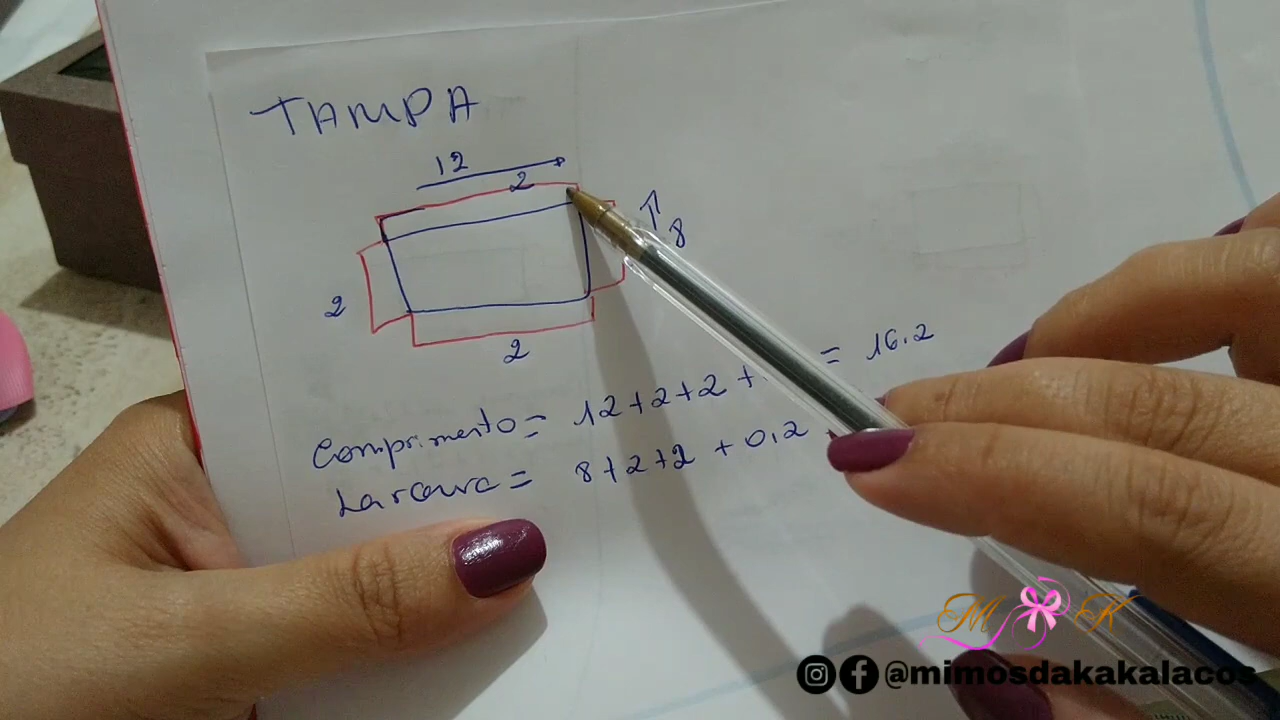 TAMPA
12
2
8
2
2
Comprimento = 12+2+2+ = 16.2
Largura = 8+2+2 +0.2
M K
@mimosdakakalacos